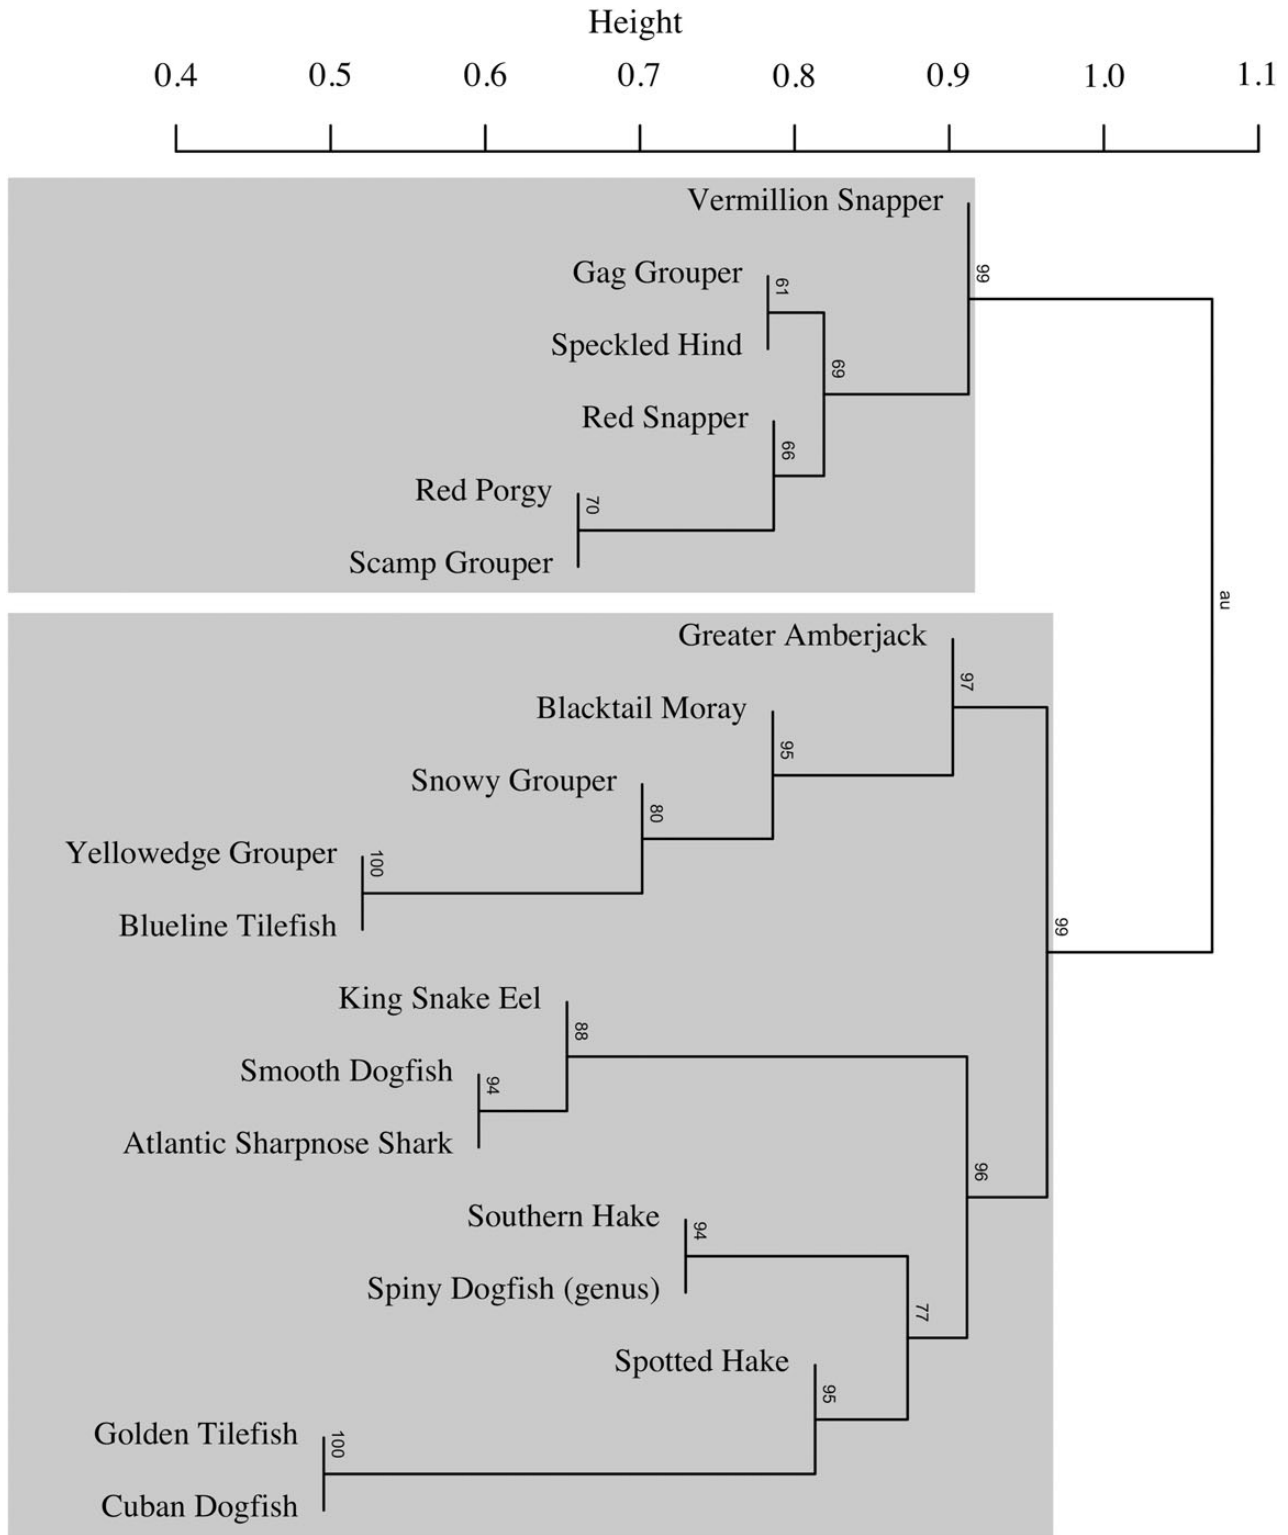 Height
0.4 0.5 0.6 0.7 0.8 0.9 1.0 1.1
Vermillion Snapper
99
Gag Grouper
61
Speckled Hind
69
Red Snapper
66
Red Porgy
70
Scamp Grouper
au
Greater Amberjack
97
Blacktail Moray
95
Snowy Grouper
80
Yellowedge Grouper
100
Blueline Tilefish
99
King Snake Eel
88
Smooth Dogfish
94
Atlantic Sharpnose Shark
96
Southern Hake
94
Spiny Dogfish (genus)
77
Spotted Hake
95
Golden Tilefish
100
Cuban Dogfish